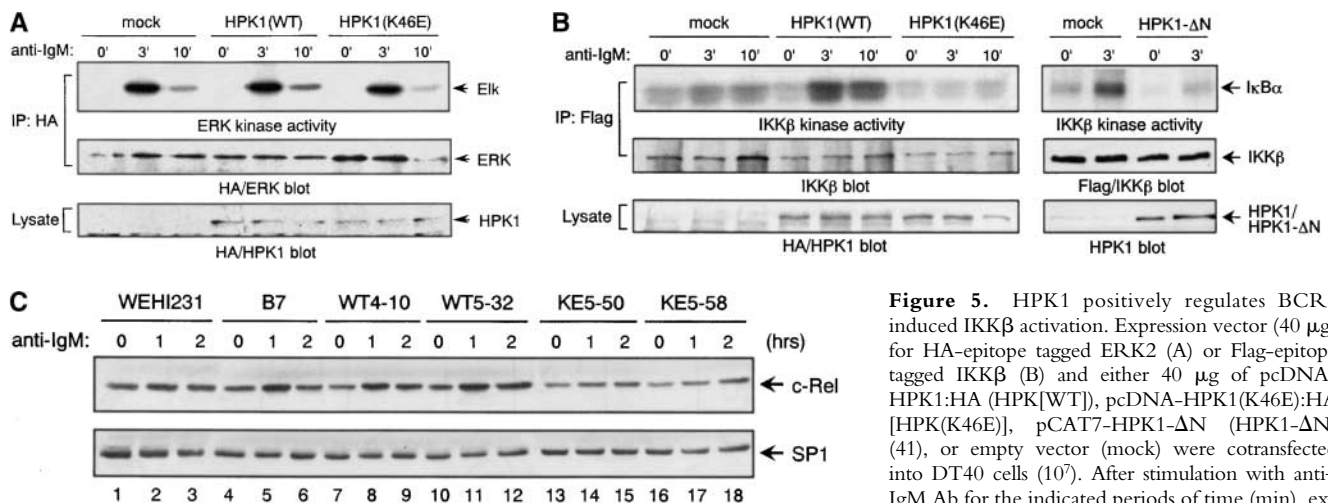 A
mock HPK1(WT) HPK1(K46E)
anti-IgM: 0' 3' 10' 0' 3' 10' 0' 3' 10'
IP: HA
Elk
ERK kinase activity
ERK
HA/ERK blot
Lysate
HPK1
HA/HPK1 blot
B
mock HPK1(WT) HPK1(K46E) mock HPK1-ΔN
anti-IgM: 0' 3' 10' 0' 3' 10' 0' 3' 10' 0' 3' 0' 3'
IP: Flag
IκBα
IKKβ kinase activity IKKβ kinase activity
IKKβ
IKKβ blot Flag/IKKβ blot
Lysate
HPK1/
HPK1-ΔN
HA/HPK1 blot HPK1 blot
C
WEHI231 B7 WT4-10 WT5-32 KE5-50 KE5-58
anti-IgM: 0 1 2 0 1 2 0 1 2 0 1 2 0 1 2 0 1 2 (hrs)
c-Rel
SP1
1 2 3 4 5 6 7 8 9 10 11 12 13 14 15 16 17 18
Figure 5. HPK1 positively regulates BCR
induced IKKβ activation. Expression vector (40 μg
for HA-epitope tagged ERK2 (A) or Flag-epitop
tagged IKKβ (B) and either 40 μg of pcDNA
HPK1:HA (HPK[WT]), pcDNA-HPK1(K46E):HA
[HPK(K46E)], pCAT7-HPK1-ΔN (HPK1-ΔN
(41), or empty vector (mock) were cotransfected
into DT40 cells (10⁷). After stimulation with anti-
IgM Ab for the indicated periods of time (min), ex